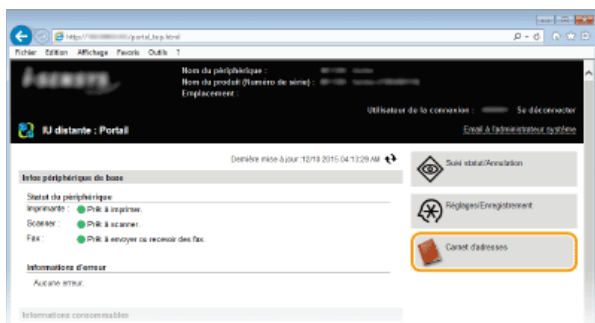 /portal_top.html
Fichier Edition Affichage Favoris Outils ?
Nom du périphérique :
Nom du produit (Numéro de série) :
Emplacement :
Utilisateur de la connexion : Se déconnecter
IU distante : Portail
Email à l'administrateur système
Dernière mise à jour :12/18 2015 04:13:29 AM
Infos périphérique de base
Statut du périphérique
Imprimante : Prêt à imprimer.
Scanner : Prêt à scanner.
Fax : Prêt à envoyer ou recevoir des fax.
Informations d'erreur
Aucune erreur.
Informations consommables
Suivi statut/Annulation
Réglages/Enregistrement
Carnet d'adresses